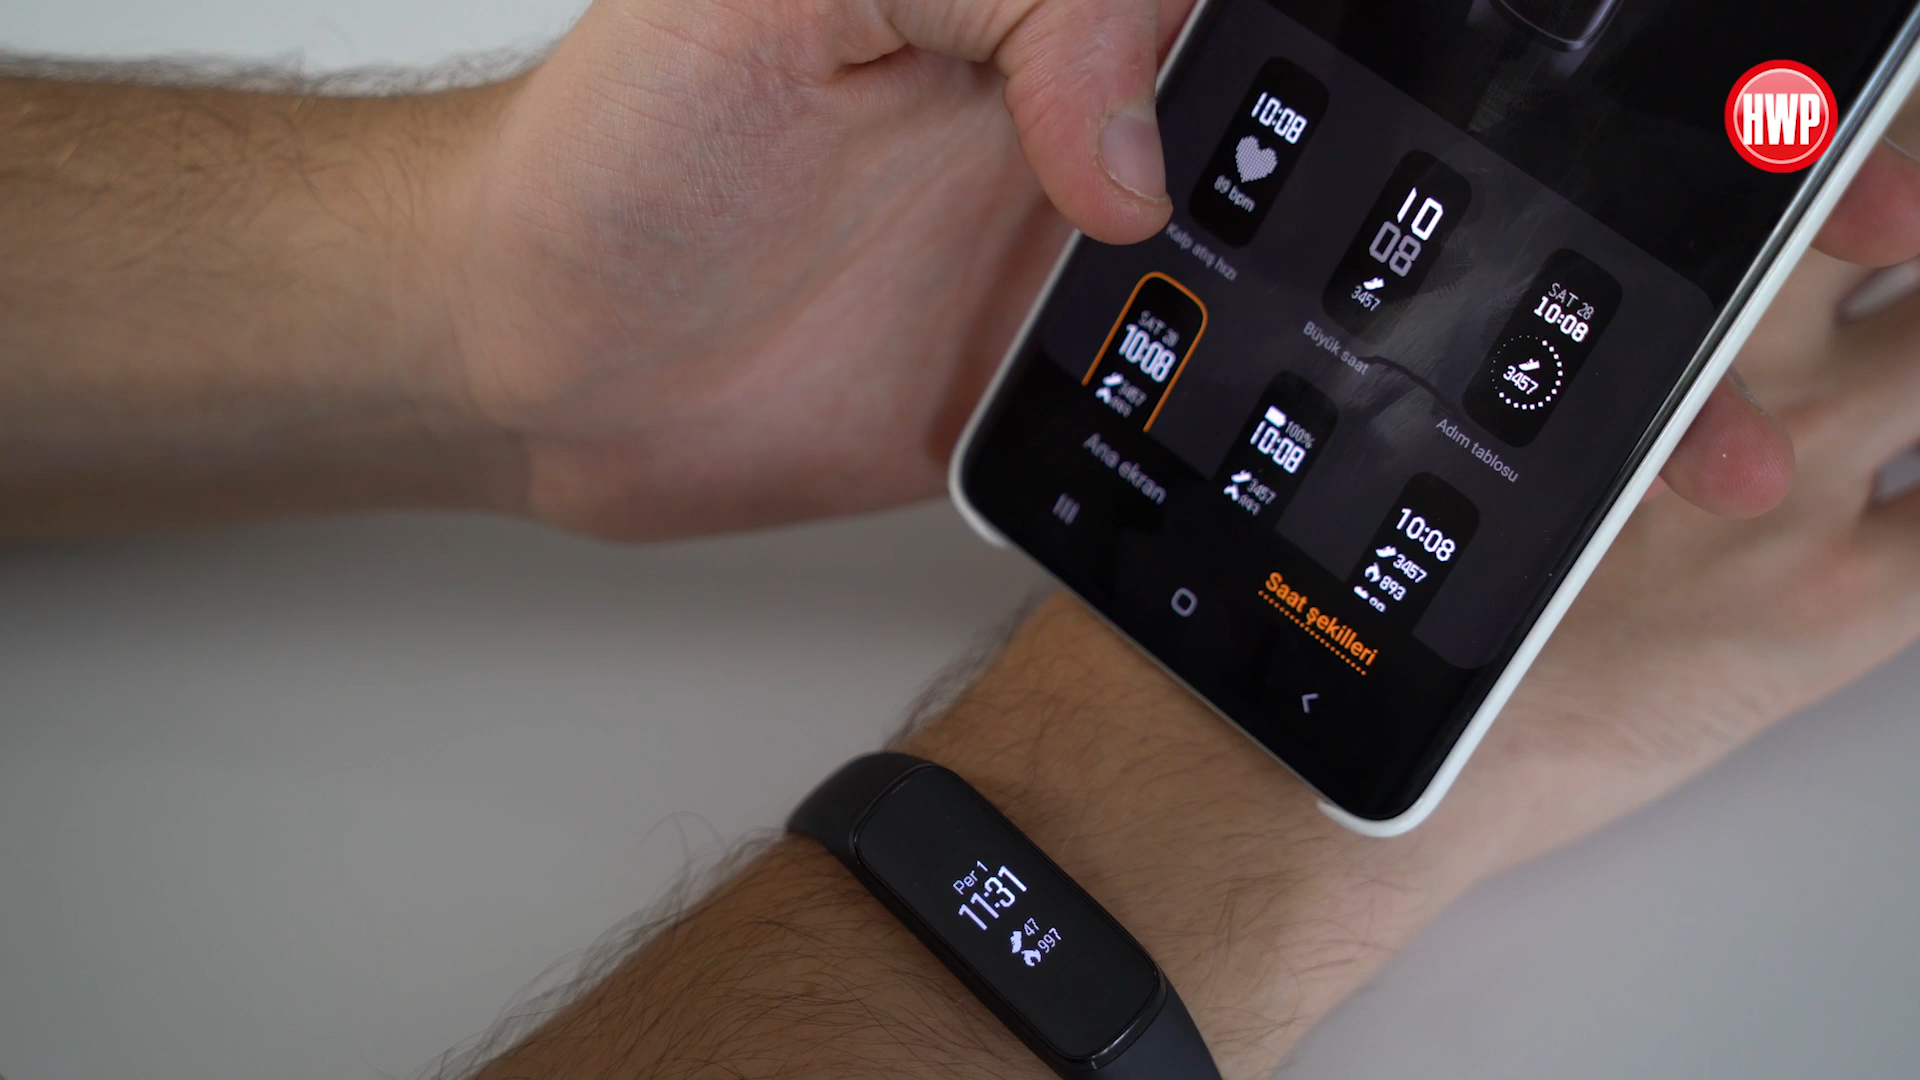 HWP
10:08
89 bpm
Kalp atış hızı
10
08
3457
Büyük saat
SAT 28
10:08
3457
Adım tablosu
SAT 28
10:08
3457
100%
10:08
3457
893
10:08
3457
893
Ana ekran
Saat şekilleri
Per 1
11:31
47
997